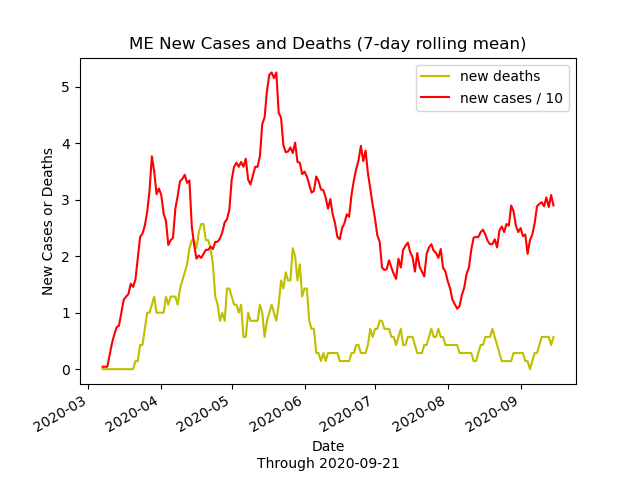 ME New Cases and Deaths (7-day rolling mean)
new deaths
new cases / 10
New Cases or Deaths
5
4
3
2
1
0
2020-03
2020-04
2020-05
2020-06
2020-07
2020-08
2020-09
Date
Through 2020-09-21